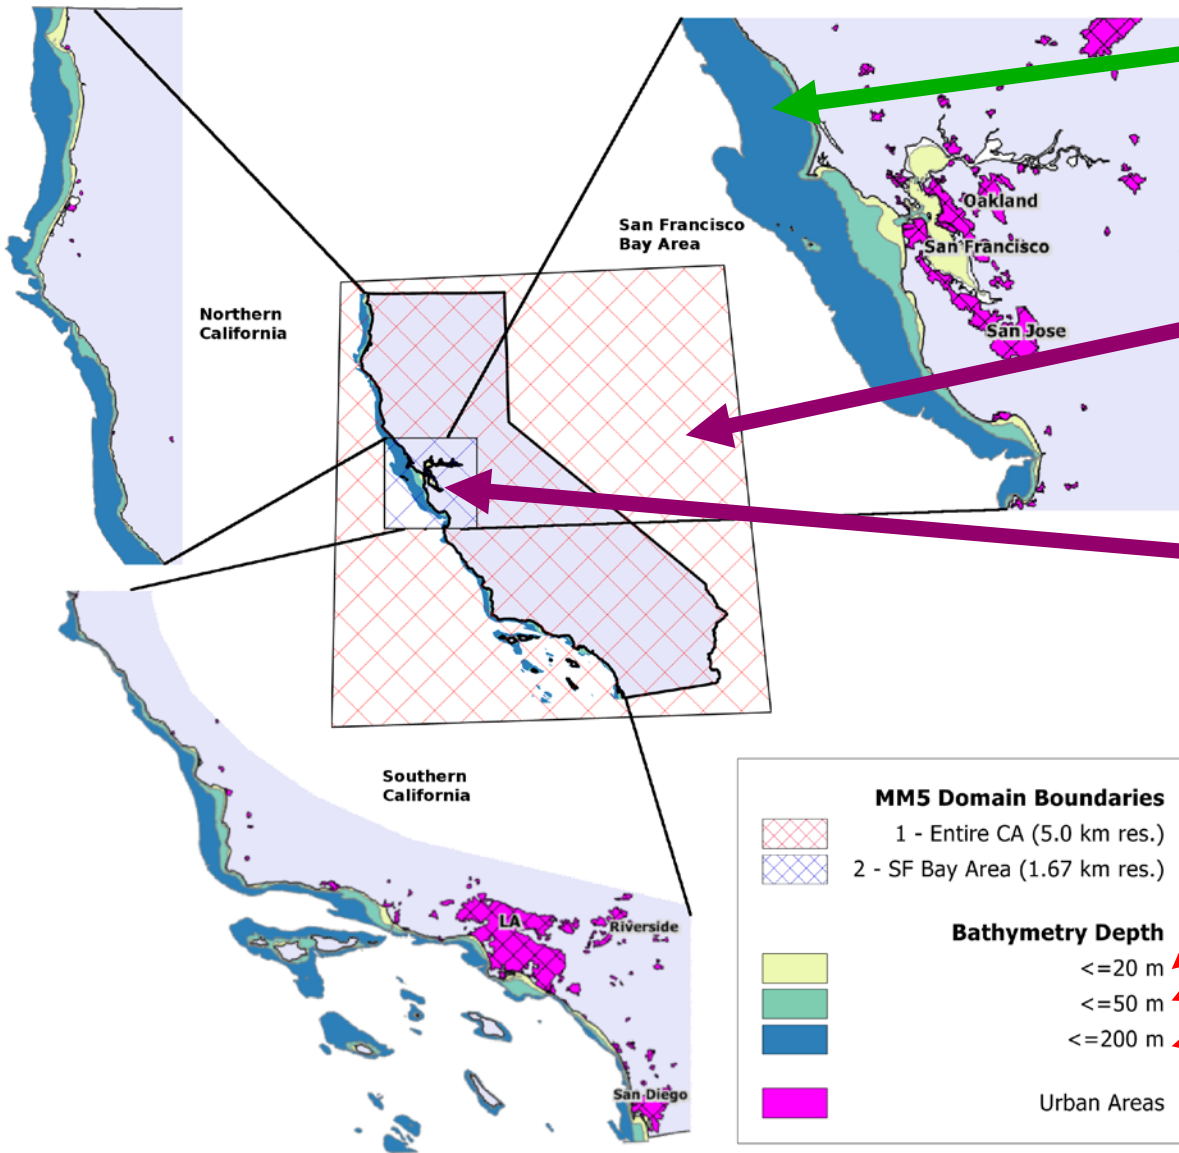 San Francisco
Bay Area
Oakland
San Francisco
San Jose
Northern
California
Southern
California
LA
Riverside
San Diego
MM5 Domain Boundaries
1 - Entire CA (5.0 km res.)
2 - SF Bay Area (1.67 km res.)
Bathymetry Depth
<=20 m
<=50 m
<=200 m
Urban Areas